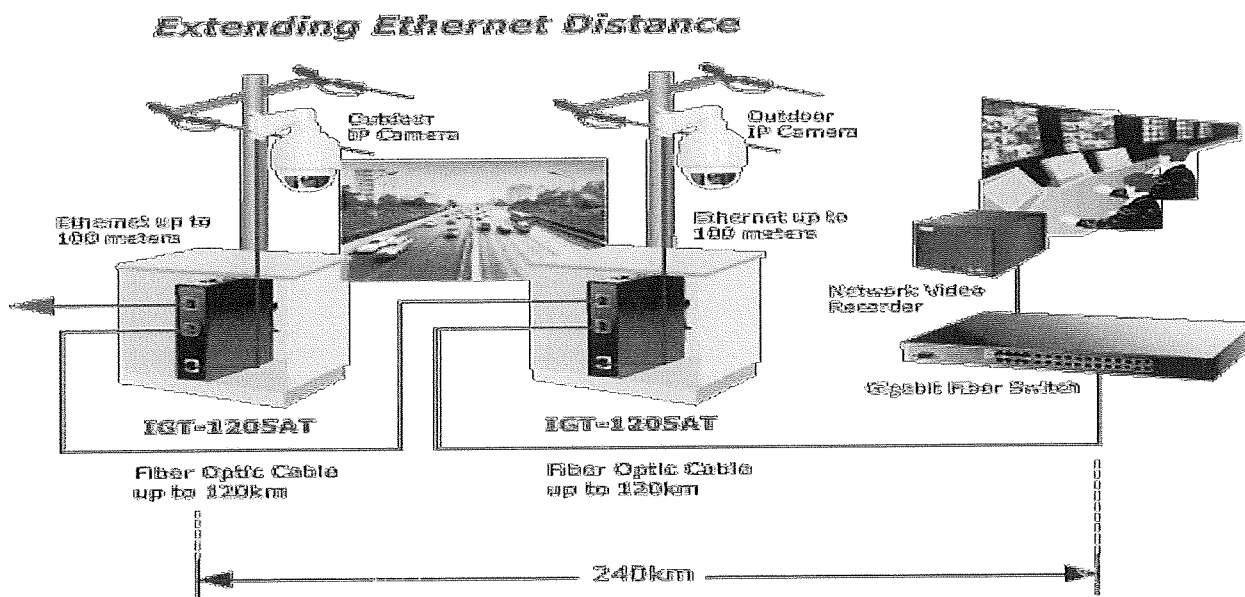 Extending Ethernet Distance
Outdoor
IP Camera
Outdoor
IP Camera
Ethernet up to
100 meters
Ethernet up to
100 meters
Network Video
Recorder
Gigabit Fiber Switch
IGT-1205AT
IGT-1205AT
Fiber Optic Cable
up to 120km
Fiber Optic Cable
up to 120km
240km